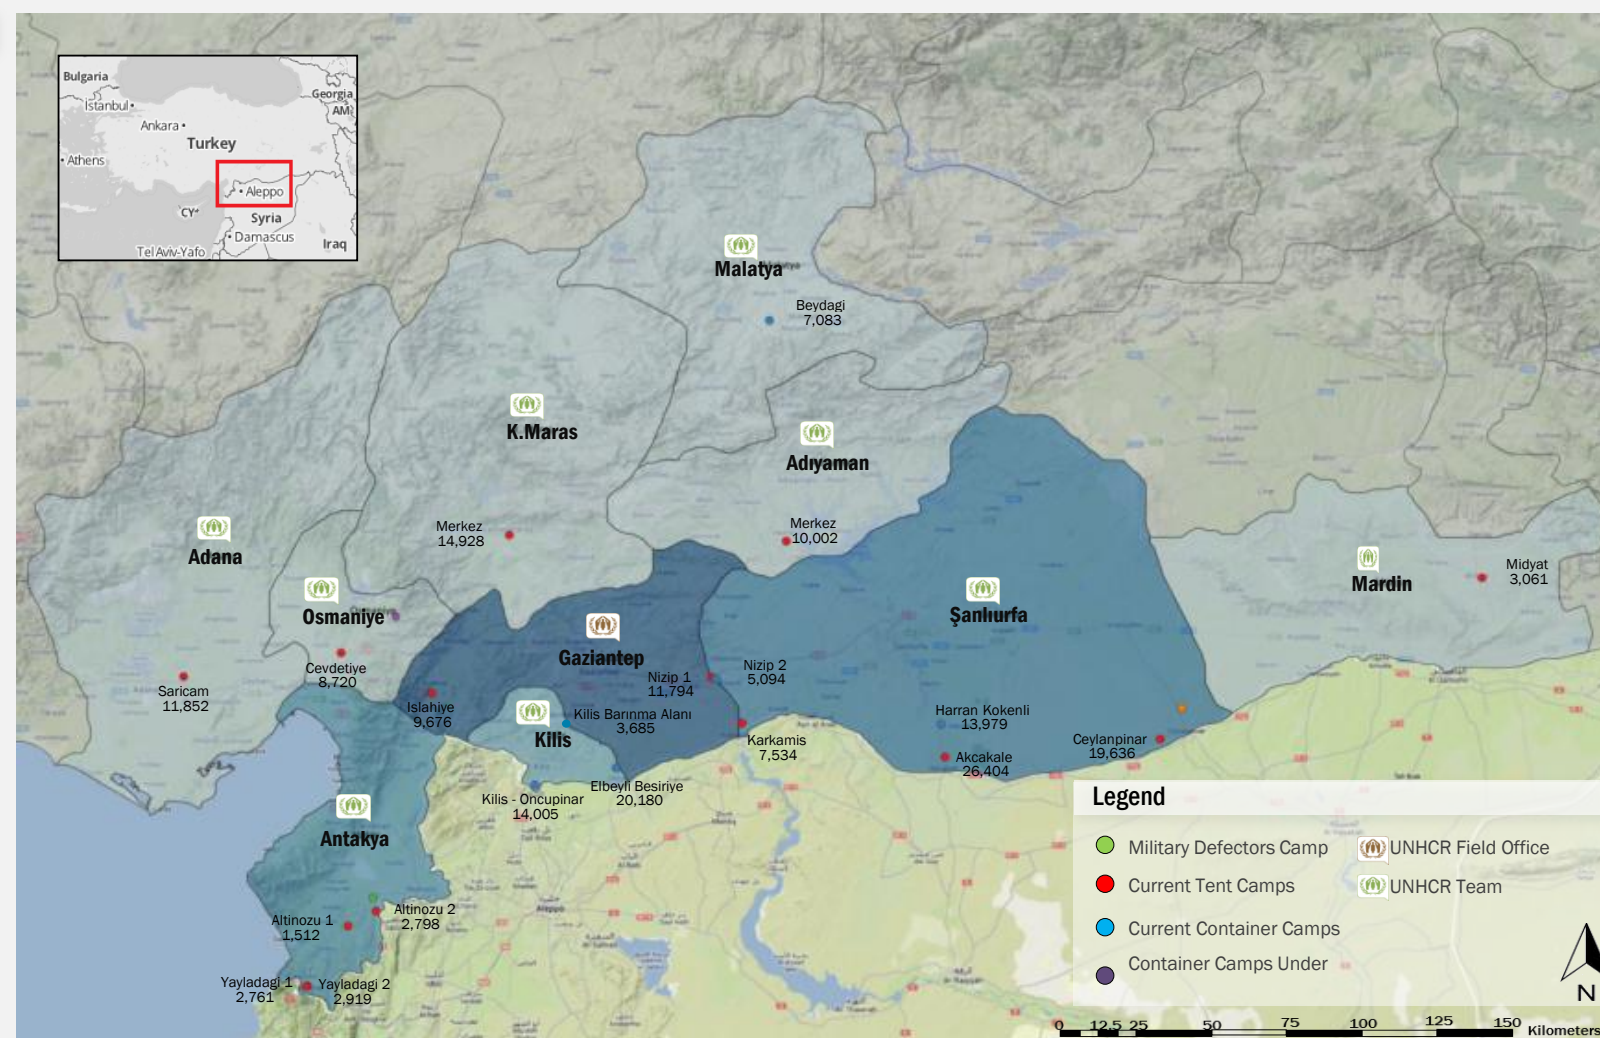 Bulgaria
Georgia
İstanbul
AM
Ankara
Turkey
Athens
Aleppo
CY
Syria
Damascus
Iraq
Tel Aviv-Yafo
Malatya
Beydagi
7,083
K.Maras
Adıyaman
Merkez
14,928
Merkez
10,002
Adana
Osmaniye
Şanlıurfa
Mardin
Midyat
3,061
Gaziantep
Cevdetiye
8,720
Saricam
11,852
Islahiye
9,676
Nizip 1
11,794
Nizip 2
5,094
Kilis
Kilis Barınma Alanı
3,685
Harran Kokenli
13,979
Karkamis
7,534
Akcakale
26,404
Ceylanpinar
19,636
Elbeyli Besiriye
20,180
Kilis - Oncupinar
14,005
Antakya
Altinozu 1
1,512
Altinozu 2
2,798
Yayladagi 1
2,761
Yayladagi 2
2,919
Legend
Military Defectors Camp
UNHCR Field Office
Current Tent Camps
UNHCR Team
Current Container Camps
Container Camps Under
N
0 12.5 25 50 75 100 125 150
Kilometers